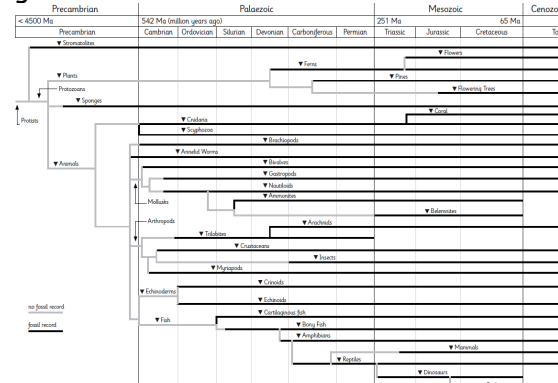 Precambrian Palaezoic Mesozoic Cenozo
< 4500 Ma 542 Ma (million years ago) 251 Ma 65 Ma
Precambrian Cambrian Ordovician Silurian Devonian Carboniferous Permian Triassic Jurassic Cretaceous
▼ Stromatolites
▼ Flowers
▼ Ferns
▼ Plants
▼ Pines
Protozoans
▼ Flowering Trees
▼ Sponges
▼ Coral
Protists
▼ Cnidaria
▼ Scyphozoa
▼ Brachiopods
▼ Annelid Worms
▼ Animals
▼ Bivalves
▼ Gastropods
▼ Nautiloids
▼ Ammonites
Mollusks
▼ Belemnites
Arthropods
▼ Arachnids
▼ Trilobites
▼ Crustaceans
▼ Insects
▼ Myriapods
▼ Crinoids
▼ Echinoderms
▼ Echinoids
no fossil record
▼ Cartilaginous fish
▼ Fish
▼ Bony Fish
fossil record
▼ Amphibians
▼ Mammals
▼ Reptiles
▼ Dinosaurs